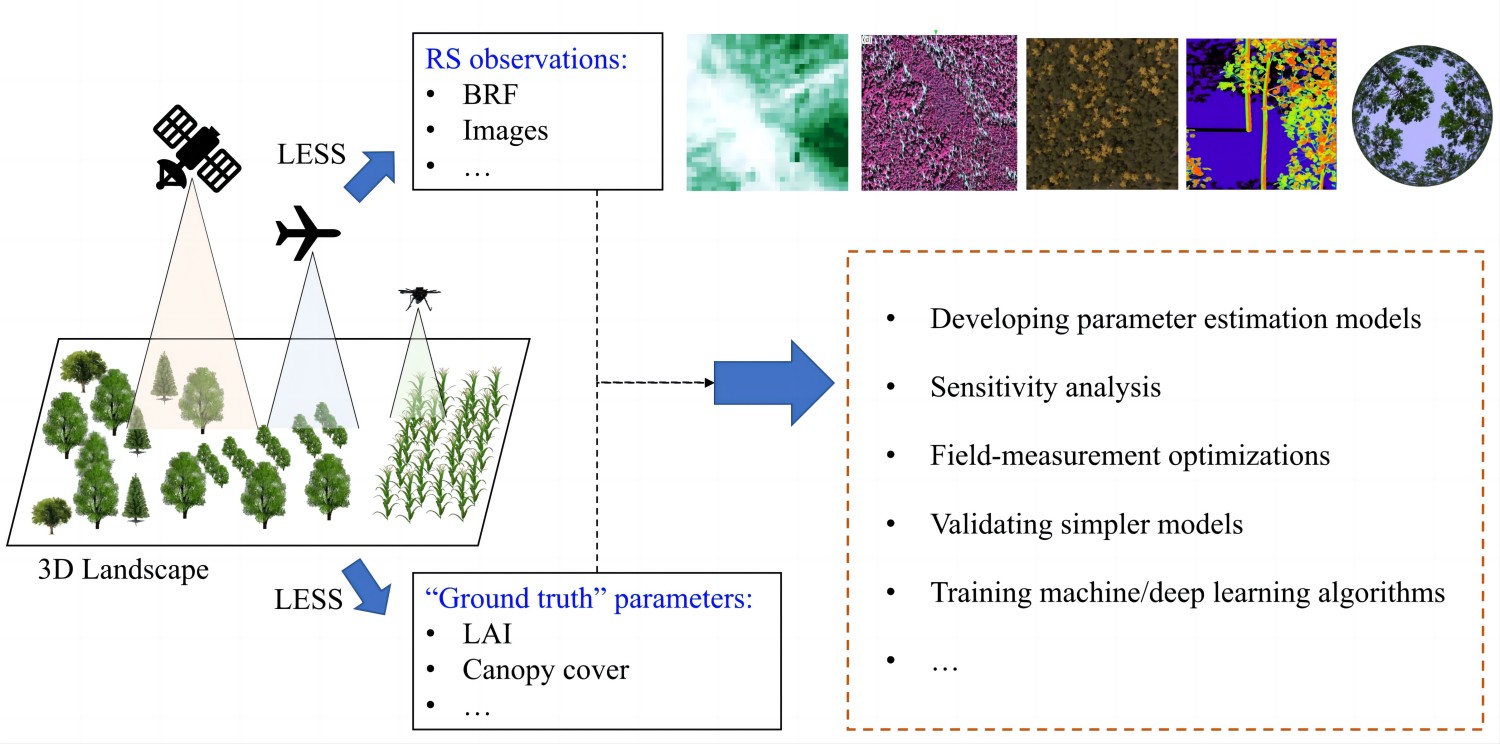 RS observations:
• BRF
• Images
• …
LESS
3D Landscape
LESS
“Ground truth” parameters:
• LAI
• Canopy cover
• …
• Developing parameter estimation models
• Sensitivity analysis
• Field-measurement optimizations
• Validating simpler models
• Training machine/deep learning algorithms
• …